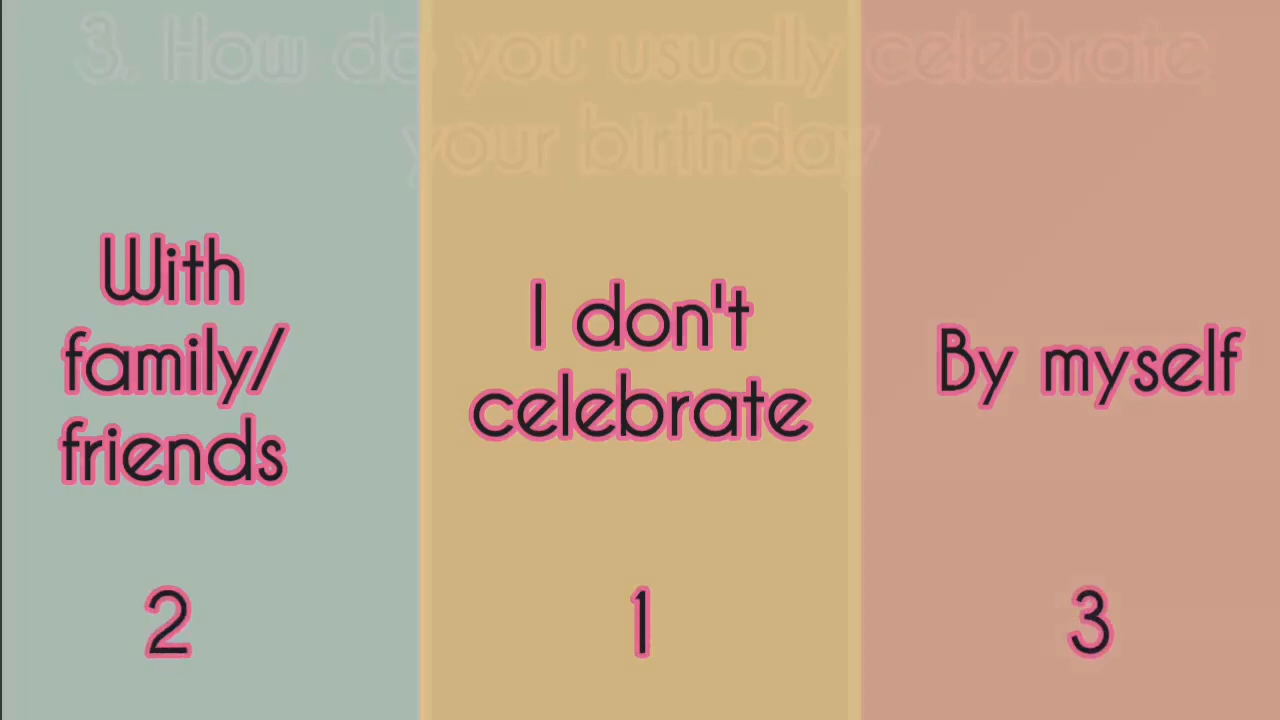 3. How do you usually celebrate
your birthday
With
family/
friends
I don't
celebrate
By myself
2
1
3